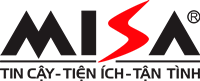 MISA®
TIN CẬY-TIỆN ÍCH-TẬN TÌNH